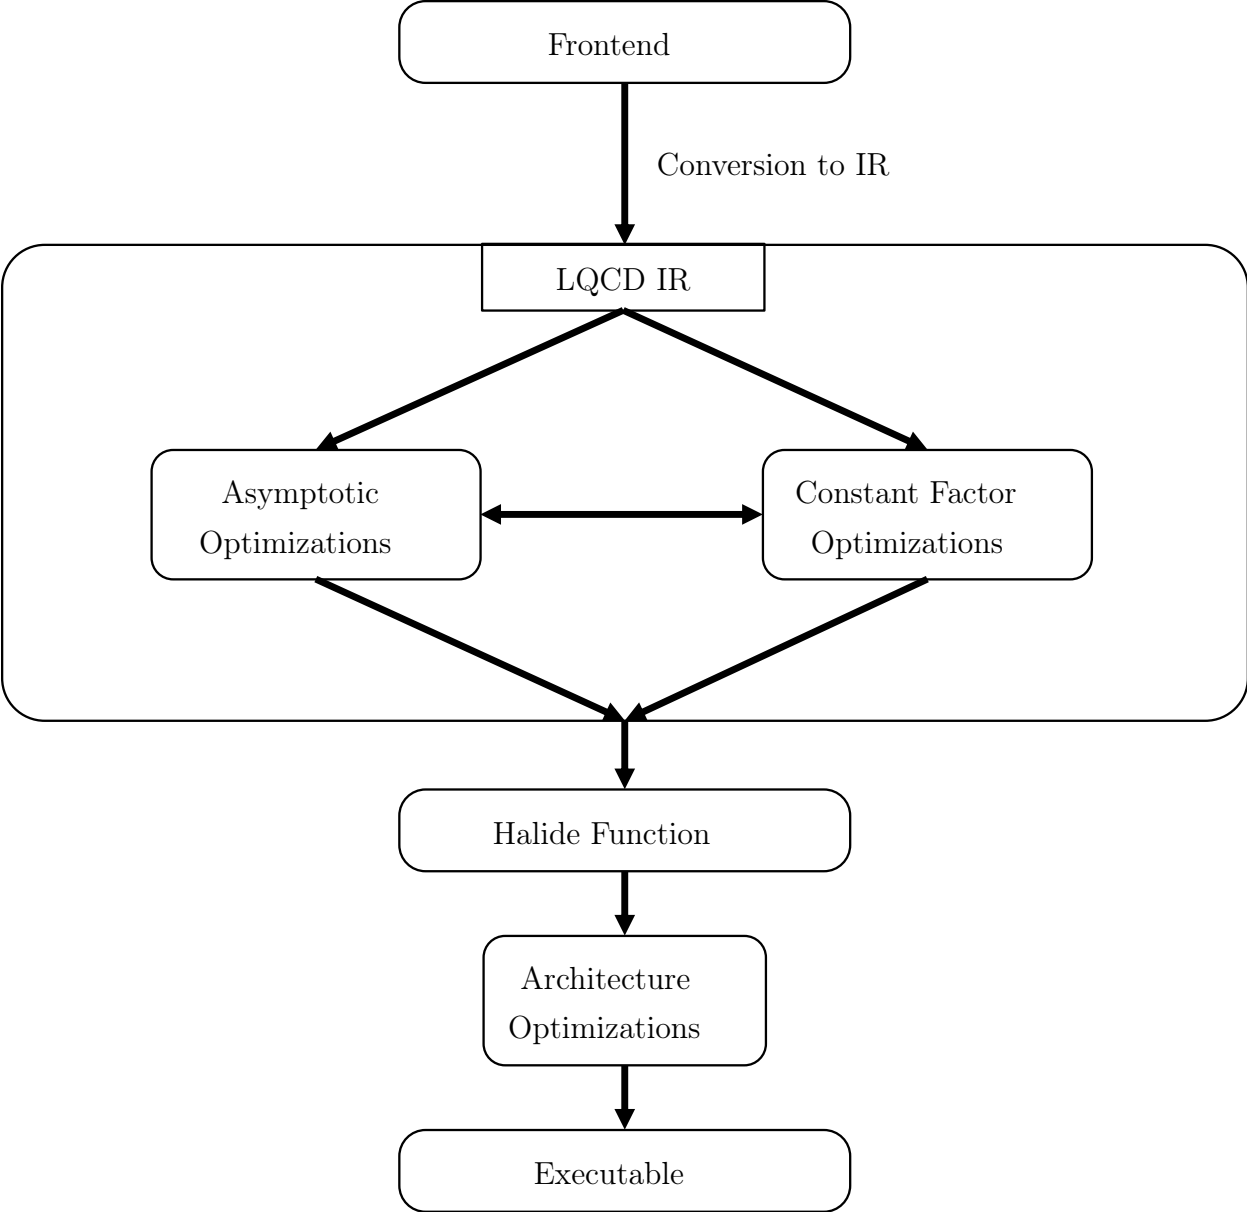 Frontend
Conversion to IR
LQCD IR
Asymptotic
Optimizations
Constant Factor
Optimizations
Halide Function
Architecture
Optimizations
Executable